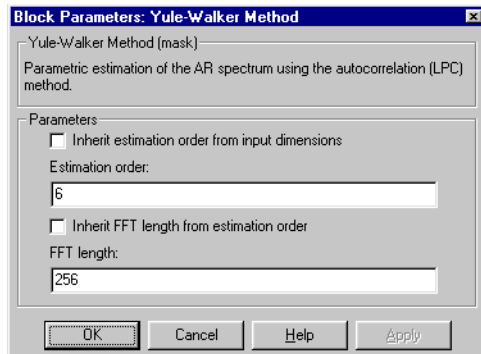 Block Parameters: Yule-Walker Method
Yule-Walker Method (mask)
Parametric estimation of the AR spectrum using the autocorrelation (LPC)
method.
Parameters
Inherit estimation order from input dimensions
Estimation order:
6
Inherit FFT length from estimation order
FFT length:
256
OK Cancel Help Apply